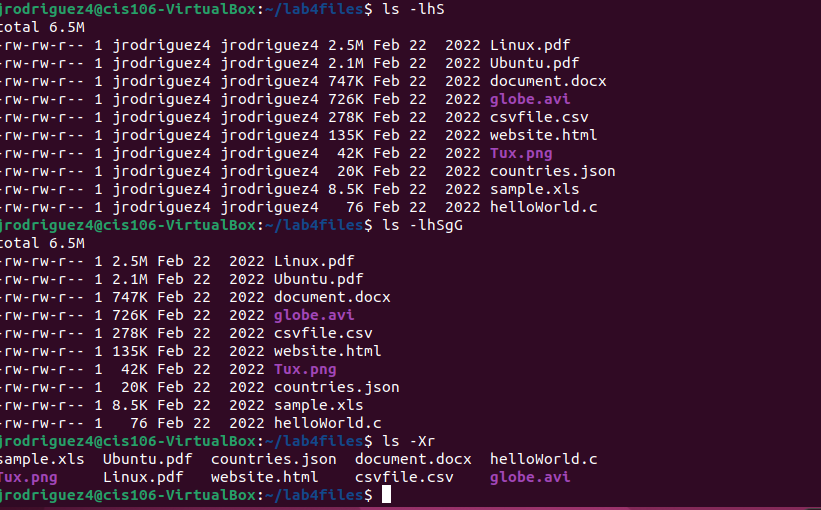 jrodriguez4@cis106-VirtualBox:~/lab4files$ ls -lhS
total 6.5M
-rw-rw-r-- 1 jrodriguez4 jrodriguez4 2.5M Feb 22  2022 Linux.pdf
-rw-rw-r-- 1 jrodriguez4 jrodriguez4 2.1M Feb 22  2022 Ubuntu.pdf
-rw-rw-r-- 1 jrodriguez4 jrodriguez4 747K Feb 22  2022 document.docx
-rw-rw-r-- 1 jrodriguez4 jrodriguez4 726K Feb 22  2022 globe.avi
-rw-rw-r-- 1 jrodriguez4 jrodriguez4 278K Feb 22  2022 csvfile.csv
-rw-rw-r-- 1 jrodriguez4 jrodriguez4 135K Feb 22  2022 website.html
-rw-rw-r-- 1 jrodriguez4 jrodriguez4  42K Feb 22  2022 Tux.png
-rw-rw-r-- 1 jrodriguez4 jrodriguez4  20K Feb 22  2022 countries.json
-rw-rw-r-- 1 jrodriguez4 jrodriguez4 8.5K Feb 22  2022 sample.xls
-rw-rw-r-- 1 jrodriguez4 jrodriguez4   76 Feb 22  2022 helloWorld.c
jrodriguez4@cis106-VirtualBox:~/lab4files$ ls -lhSgG
total 6.5M
-rw-rw-r-- 1 2.5M Feb 22  2022 Linux.pdf
-rw-rw-r-- 1 2.1M Feb 22  2022 Ubuntu.pdf
-rw-rw-r-- 1 747K Feb 22  2022 document.docx
-rw-rw-r-- 1 726K Feb 22  2022 globe.avi
-rw-rw-r-- 1 278K Feb 22  2022 csvfile.csv
-rw-rw-r-- 1 135K Feb 22  2022 website.html
-rw-rw-r-- 1  42K Feb 22  2022 Tux.png
-rw-rw-r-- 1  20K Feb 22  2022 countries.json
-rw-rw-r-- 1 8.5K Feb 22  2022 sample.xls
-rw-rw-r-- 1   76 Feb 22  2022 helloWorld.c
jrodriguez4@cis106-VirtualBox:~/lab4files$ ls -Xr
sample.xls  Ubuntu.pdf  countries.json  document.docx  helloWorld.c
Tux.png     Linux.pdf   website.html    csvfile.csv    globe.avi
jrodriguez4@cis106-VirtualBox:~/lab4files$